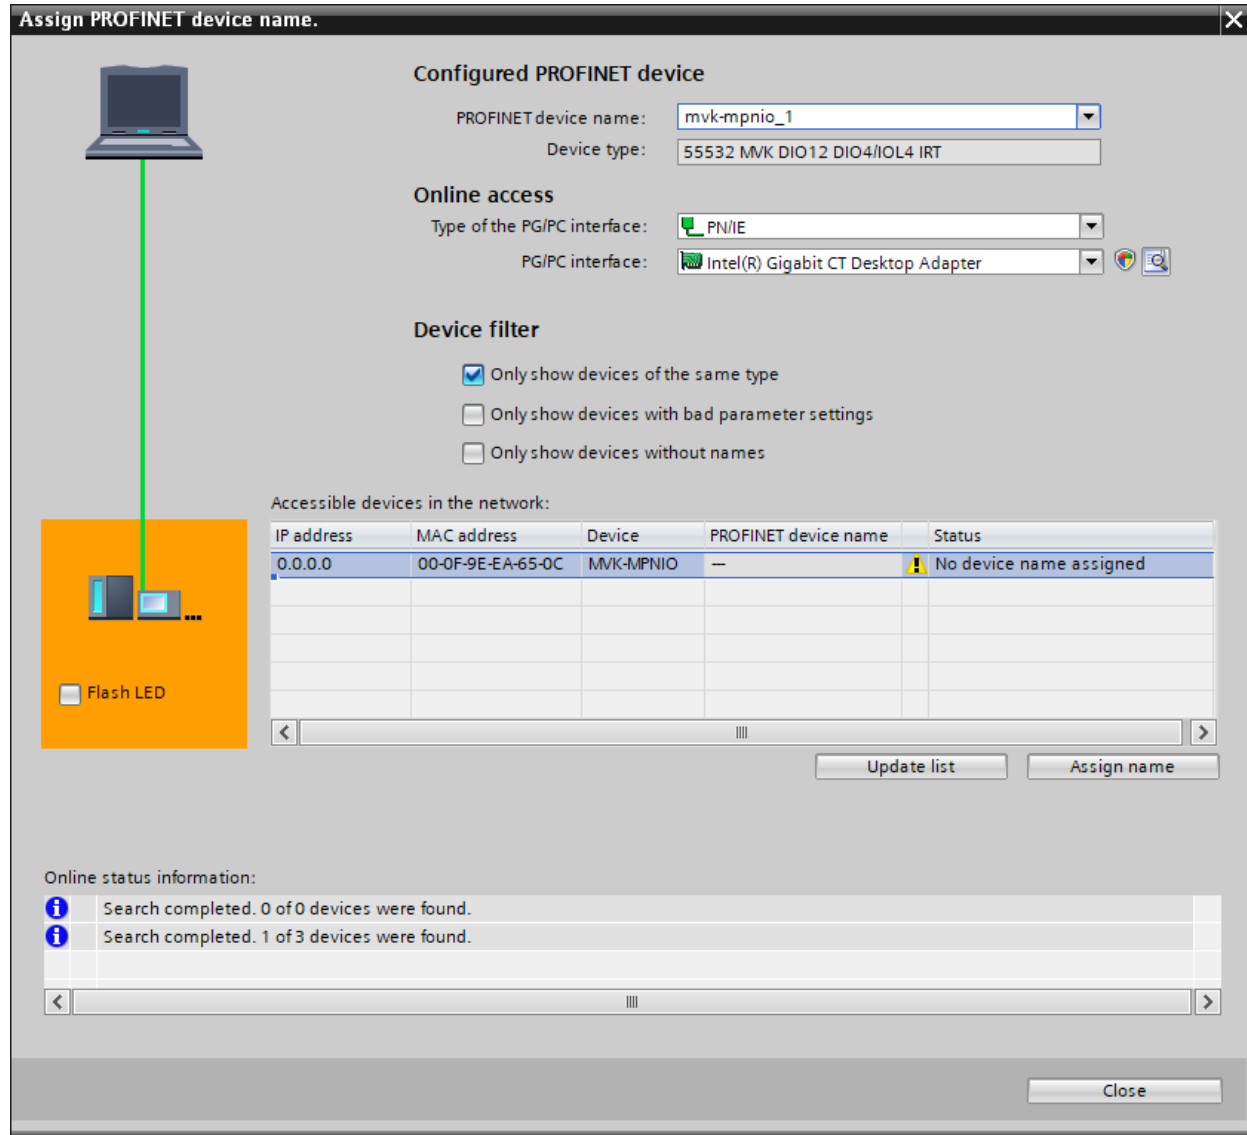 Assign PROFINET device name.
Configured PROFINET device
PROFINET device name: mvk-mpnio_1
Device type: 55532 MVK DIO12 DIO4/IOL4 IRT
Online access
Type of the PG/PC interface: PN/IE
PG/PC interface: Intel(R) Gigabit CT Desktop Adapter
Device filter
Only show devices of the same type
Only show devices with bad parameter settings
Only show devices without names
Accessible devices in the network:
IP address MAC address Device PROFINET device name Status
0.0.0.0 00-0F-9E-EA-65-0C MVK-MPNIO — No device name assigned
Flash LED
Update list Assign name
Online status information:
Search completed. 0 of 0 devices were found.
Search completed. 1 of 3 devices were found.
Close